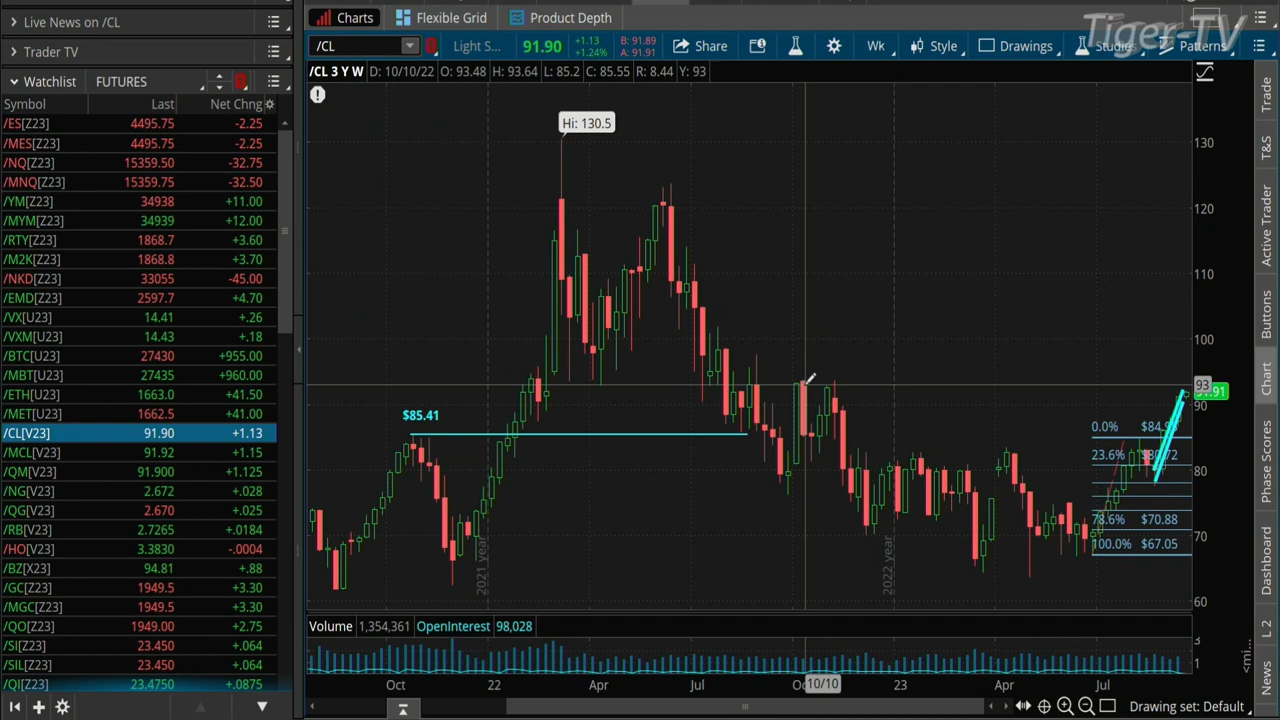 Live News on /CL
Trader TV
Watchlist FUTURES
Symbol Last Net Chng
/ES[Z23] 4495.75 -2.25
/MES[Z23] 4495.75 -2.25
/NQ[Z23] 15359.50 -32.75
/MNQ[Z23] 15359.75 -32.50
/YM[Z23] 34938 +11.00
/MYM[Z23] 34939 +12.00
/RTY[Z23] 1868.7 +3.60
/M2K[Z23] 1868.8 +3.70
/NKD[Z23] 33055 -45.00
/EMD[Z23] 2597.7 +4.70
/VX[U23] 14.41 +.26
/VXM[U23] 14.43 +.18
/BTC[U23] 27430 +955.00
/MBT[U23] 27435 +960.00
/ETH[U23] 1663.0 +41.50
/MET[U23] 1662.5 +41.00
/CL[V23] 91.90 +1.13
/MCL[V23] 91.92 +1.15
/QM[V23] 91.900 +1.125
/NG[V23] 2.672 +.028
/QG[V23] 2.670 +.025
/RB[V23] 2.7265 +.0184
/HO[V23] 3.3830 -.0004
/BZ[X23] 94.81 +.88
/GC[Z23] 1949.5 +3.30
/MGC[Z23] 1949.5 +3.30
/QO[Z23] 1949.00 +2.75
/SI[Z23] 23.450 +.064
/SIL[Z23] 23.450 +.064
/QI[Z23] 23.4750 +.0875
Charts Flexible Grid Product Depth
Tiger-TV
/CL Light S... 91.90 +1.13 +1.24% B: 91.89 A: 91.91 Share Wk Style Drawings Studies Patterns
/CL 3 Y W D: 10/10/22 O: 93.48 H: 93.64 L: 85.2 C: 85.55 R: 8.44 Y: 93
Hi: 130.5
$85.41
130
120
110
100
93
91.91
90
80
70
60
0.0%
23.6%
78.6% $70.88
100.0% $67.05
2021 year
2022 year
Volume 1,354,361 OpenInterest 98,028
3
1
<mi...
Oct 22 Apr Jul 10/10 23 Apr Jul
Drawing set: Default
Trade
T&S
Active Trader
Buttons
Chart
Phase Scores
Dashboard
L 2
News